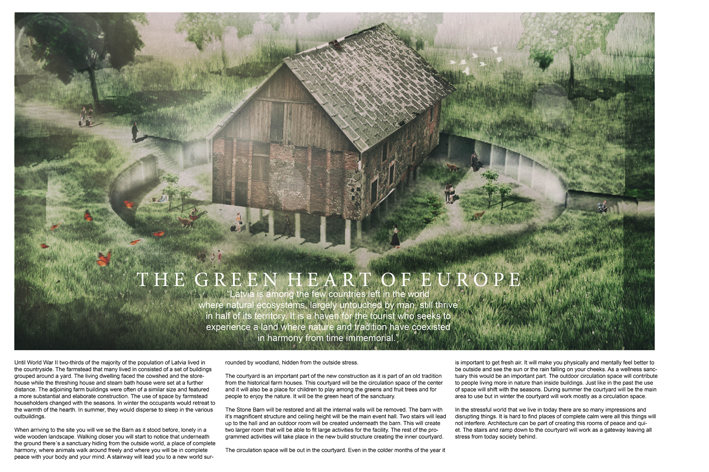 THE GREEN HEART OF EUROPE
"Latvia is among the few countries left in the world
where natural ecosystems, largely untouched by man, still thrive
in half of its territory. It is a haven for the tourist who seeks to
experience a land where nature and tradition have coexisted
in harmony from time immemorial."
Until World War II two-thirds of the majority of the population of Latvia lived in
the countryside. The farmstead that many lived in consisted of a set of buildings
grouped around a yard. The living dwelling faced the cowshed and the store-
house while the threshing house and steam bath house were set at a further
distance. The adjoining farm buildings were often of a similar size and featured
a more substantial and elaborate construction. The use of space by farmstead
householders changed with the seasons. In winter the occupants would retreat to
the warmth of the hearth. In summer, they would disperse to sleep in the various
outbuildings.
When arriving to the site you will we se the Barn as it stood before, lonely in a
wide wooden landscape. Walking closer you will start to notice that underneath
the ground there´s a sanctuary hiding from the outside world, a place of complete
harmony, where animals walk around freely and where you will be in complete
peace with your body and your mind. A stairway will lead you to a new world sur-
rounded by woodland, hidden from the outside stress.
The courtyard is an important part of the new construction as it is part of an old tradition
from the historical farm houses. This courtyard will be the circulation space of the center
and it will also be a place for children to play among the greens and fruit trees and for
people to enjoy the nature. It will be the green heart of the sanctuary.
The Stone Barn will be restored and all the internal walls will be removed. The barn with
it's magnificent structure and ceiling height will be the main event hall. Two stairs will lead
up to the hall and an outdoor room will be created underneath the barn. This will create
two larger room that will be able to fit large activities for the facility. The rest of the pro-
grammed activities will take place in the new build structure creating the inner courtyard.
The circulation space will be out in the courtyard. Even in the colder months of the year it
is important to get fresh air. It will make you physically and mentally feel better to
be outside and see the sun or the rain falling on your cheeks. As a wellness sanc-
tuary this would be an important part. The outdoor circulation space will contribute
to people living more in nature than inside buildings. Just like in the past the use
of space will shift with the seasons. During summer the courtyard will be the main
area to use but in winter the courtyard will work mostly as a circulation space.
In the stressful world that we live in today there are so many impressions and
disrupting things. It is hard to find places of complete calm were all this things will
not interfere. Architecture can be part of creating this rooms of peace and qui-
et. The stairs and ramp down to the courtyard will work as a gateway leaving all
stress from today society behind.